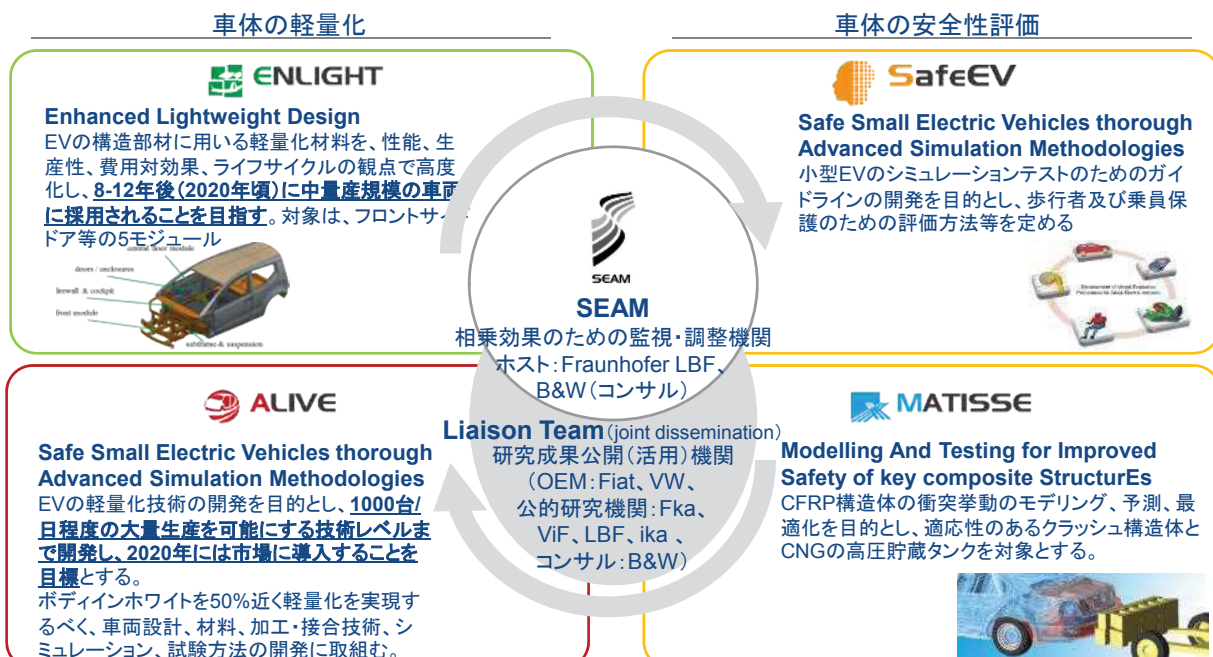 車体の軽量化
車体の安全性評価
ENLIGHT
Enhanced Lightweight Design
EVの構造部材に用いる軽量化材料を、性能、生
産性、費用対効果、ライフサイクルの観点で高度
化し、8-12年後(2020年頃)に中量産規模の車両
に採用されることを目指す。対象は、フロントサイド
ドア等の5モジュール
central floor module
doors / enclosures
firewall & cockpit
front module
subframe & suspension
SafeEV
Safe Small Electric Vehicles thorough
Advanced Simulation Methodologies
小型EVのシミュレーションテストのためのガイ
ドラインの開発を目的とし、歩行者及び乗員保
護のための評価方法等を定める
SEAM
SEAM
相乗効果のための監視・調整機関
ホスト:Fraunhofer LBF、
B&W(コンサル)
Liaison Team(joint dissemination)
研究成果公開(活用)機関
(OEM:Fiat、VW、
公的研究機関:Fka、
ViF、LBF、ika 、
コンサル:B&W)
ALIVE
Safe Small Electric Vehicles thorough
Advanced Simulation Methodologies
EVの軽量化技術の開発を目的とし、1000台/
日程度の大量生産を可能にする技術レベルま
で開発し、2020年には市場に導入することを
目標とする。
ボディインホワイトを50%近く軽量化を実現す
るべく、車両設計、材料、加工・接合技術、シ
ミュレーション、試験方法の開発に取組む。
MATISSE
Modelling And Testing for Improved
Safety of key composite StructurEs
CFRP構造体の衝突挙動のモデリング、予測、最
適化を目的とし、適応性のあるクラッシュ構造体と
CNGの高圧貯蔵タンクを対象とする。